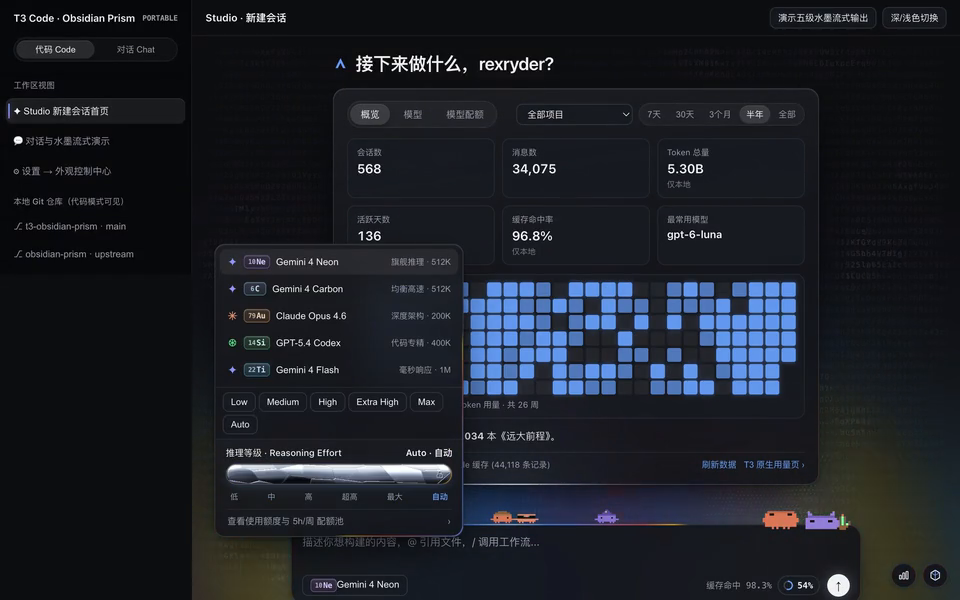 T3 Code · Obsidian Prism PORTABLE
Studio · 新建会话
演示五级水墨流式输出
深/浅色切换
代码 Code
对话 Chat
工作区视图
Studio 新建会话首页
对话与水墨流式演示
设置 → 外观控制中心
本地 Git 仓库（代码模式可见）
t3-obsidian-prism · main
obsidian-prism · upstream
接下来做什么，rexryder?
概览
模型
模型配额
全部项目
7天
30天
3个月
半年
全部
会话数
568
消息数
34,075
Token 总量
5.30B
仅本地
活跃天数
136
缓存命中率
96.8%
仅本地
最常用模型
gpt-6-luna
10Ne Gemini 4 Neon 旗舰推理 · 512K
6C Gemini 4 Carbon 均衡高速 · 512K
79Au Claude Opus 4.6 深度架构 · 200K
14Si GPT-5.4 Codex 代码专精 · 400K
22Ti Gemini 4 Flash 毫秒响应 · 1M
Low
Medium
High
Extra High
Max
Auto
推理等级 · Reasoning Effort
Auto · 自动
低
中
高
超高
最大
自动
查看使用额度与 5h/周 配额池 ›
oken 用量 · 共 26 周
034 本《远大前程》。
缓存 (44,118 条记录)
刷新数据
T3 原生用量页 ›
描述你想构建的内容，@ 引用文件，/ 调用工作流...
10Ne Gemini 4 Neon
缓存命中 98.3%
54%